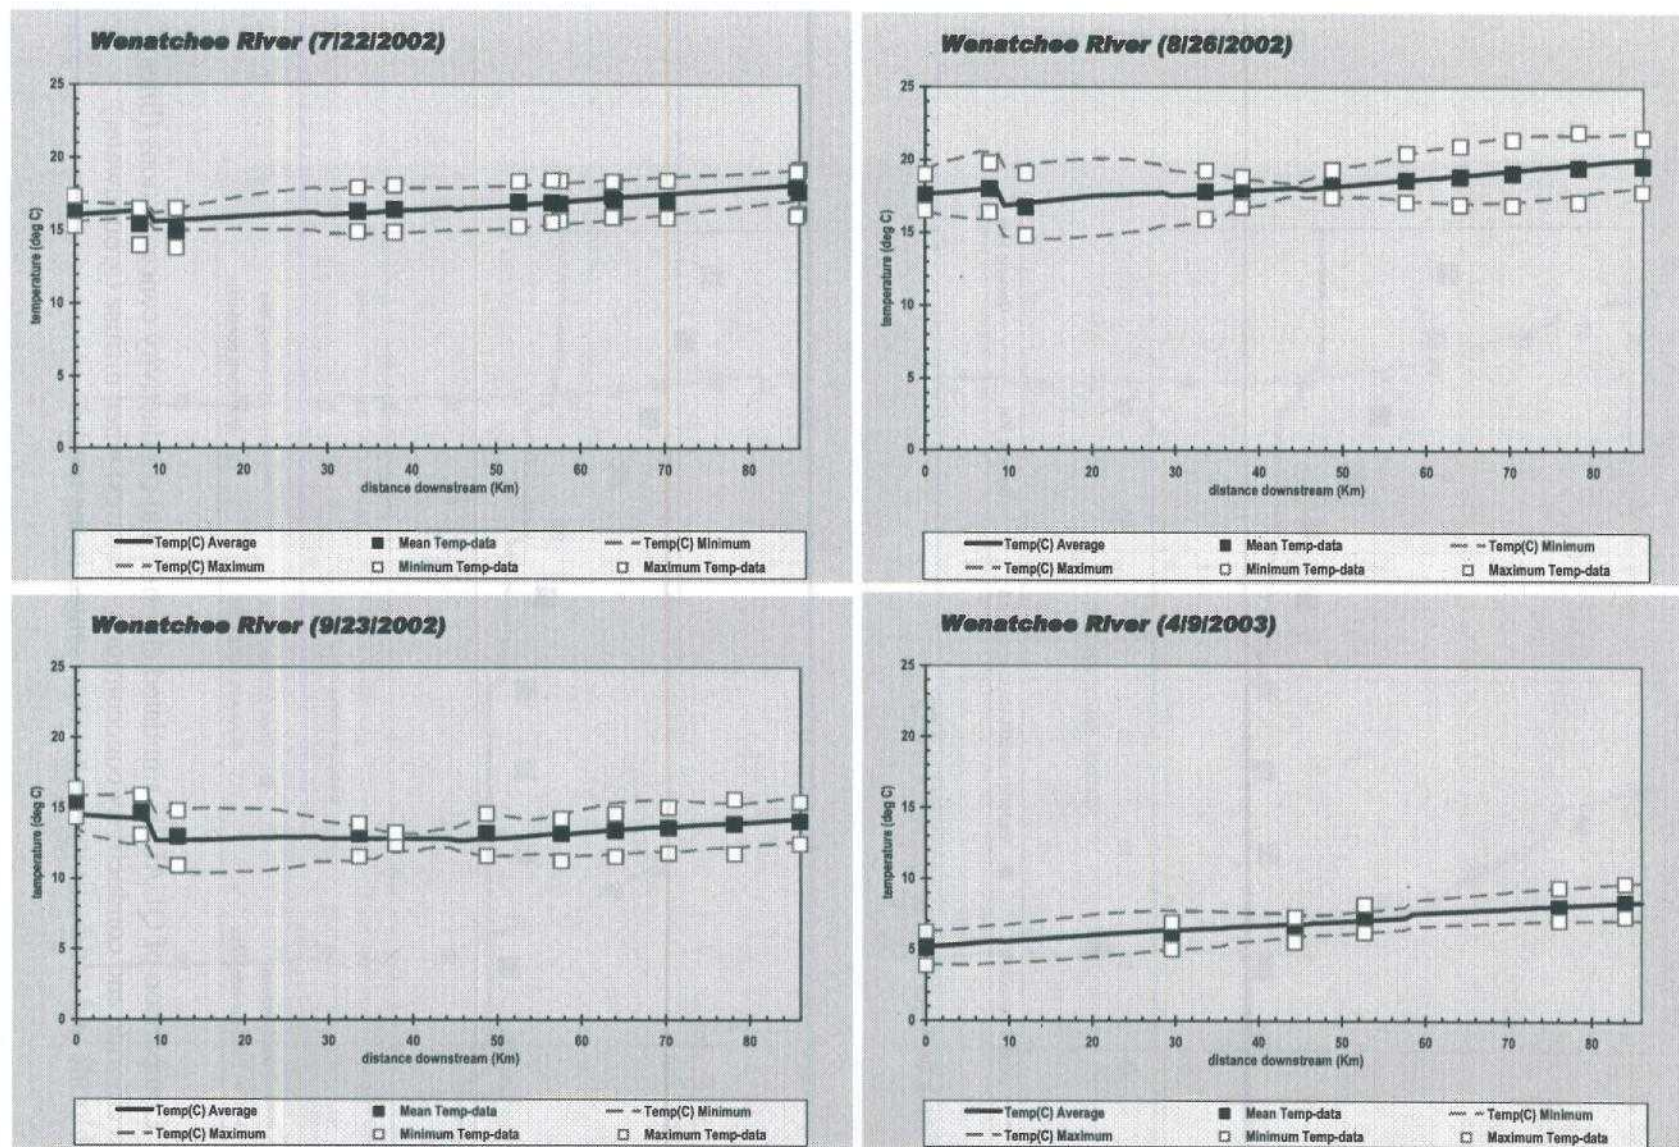 Wenatchee River (7/22/2002)
25
20
15
10
5
0
temperature (deg C)
0 10 20 30 40 50 60 70 80
distance downstream (Km)
Temp(C) Average Mean Temp-data Temp(C) Minimum
Temp(C) Maximum Minimum Temp-data Maximum Temp-data
Wenatchee River (8/26/2002)
25
20
15
10
5
0
temperature (deg C)
0 10 20 30 40 50 60 70 80
distance downstream (Km)
Temp(C) Average Mean Temp-data Temp(C) Minimum
Temp(C) Maximum Minimum Temp-data Maximum Temp-data
Wenatchee River (9/23/2002)
25
20
15
10
5
0
temperature (deg C)
0 10 20 30 40 50 60 70 80
distance downstream (Km)
Temp(C) Average Mean Temp-data Temp(C) Minimum
Temp(C) Maximum Minimum Temp-data Maximum Temp-data
Wenatchee River (4/9/2003)
25
20
15
10
5
0
temperature (deg C)
0 10 20 30 40 50 60 70 80
distance downstream (Km)
Temp(C) Average Mean Temp-data Temp(C) Minimum
Temp(C) Maximum Minimum Temp-data Maximum Temp-data